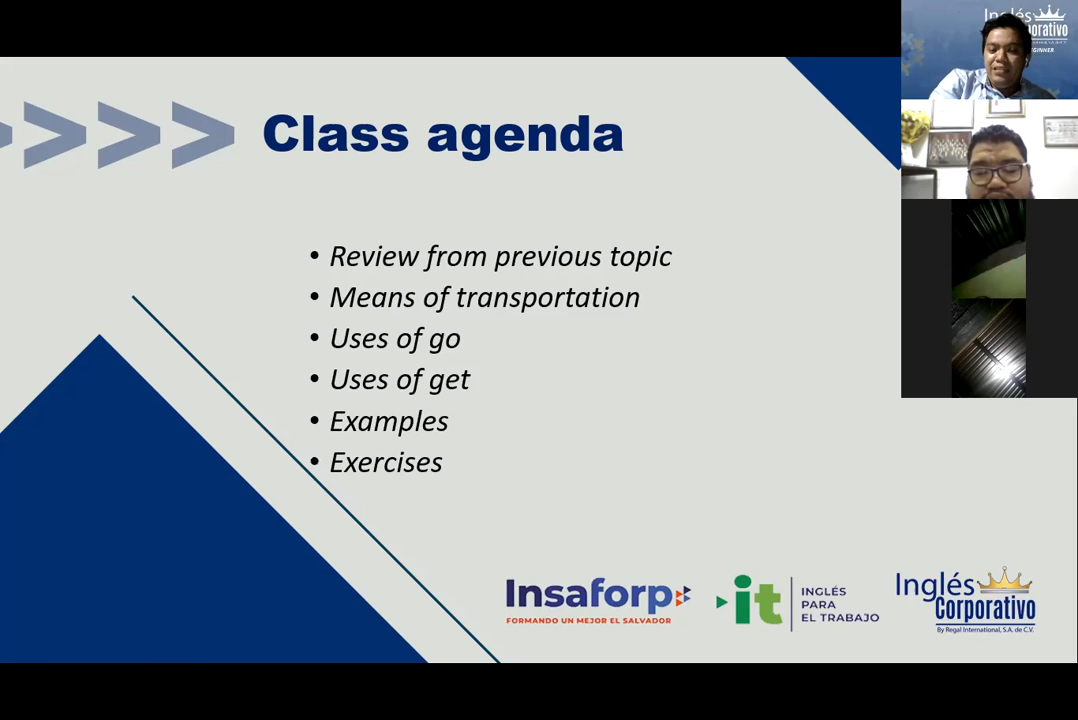 Class agenda
• Review from previous topic
• Means of transportation
• Uses of go
• Uses of get
• Examples
• Exercises
Insaforp
FORMANDO UN MEJOR EL SALVADOR
it
INGLÉS
PARA
EL TRABAJO
Inglés
Corporativo
By Regal International, S.A. de C.V.